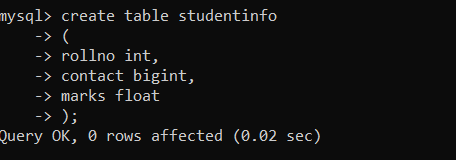 mysql> create table studentinfo
-> (
-> rollno int,
-> contact bigint,
-> marks float
-> );
Query OK, 0 rows affected (0.02 sec)